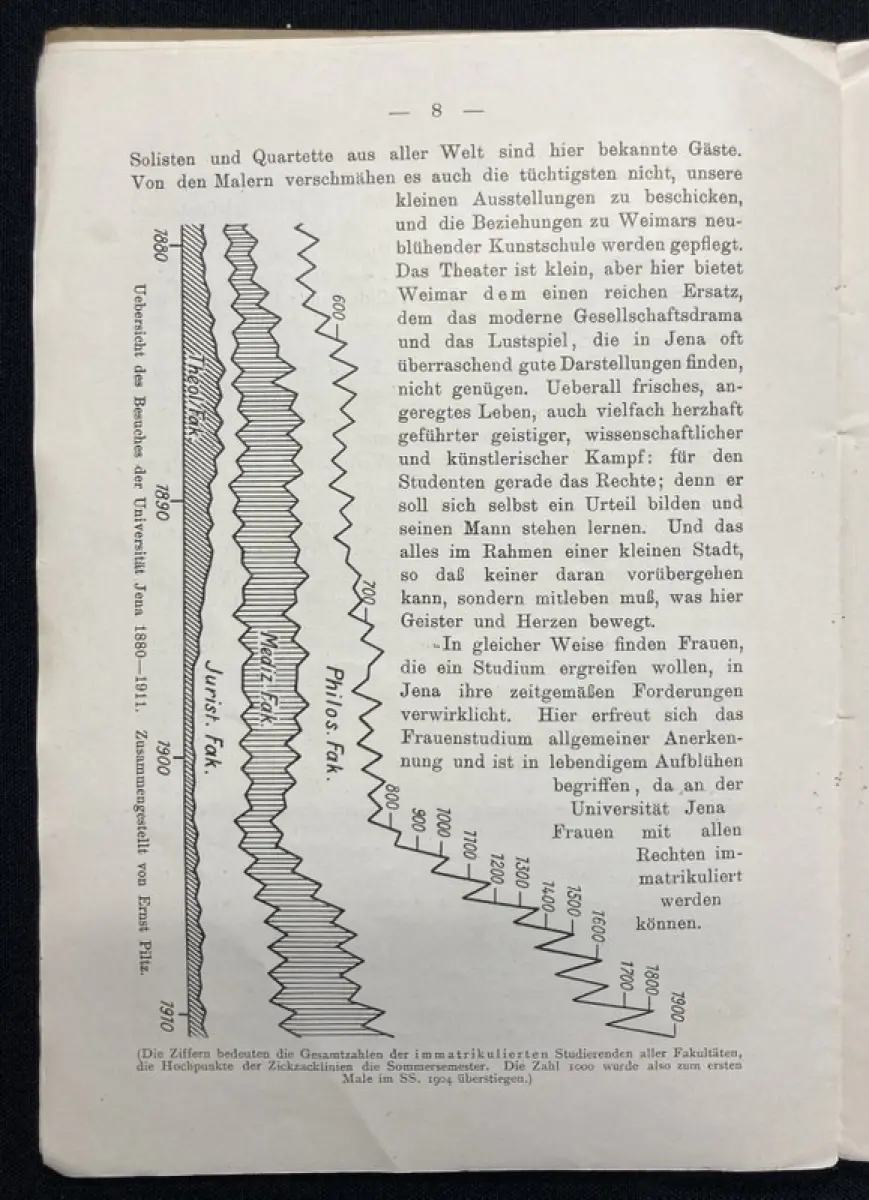 — 8 —
Solisten und Quartette aus aller Welt sind hier bekannte Gäste.
Von den Malern verschmähen es auch die tüchtigsten nicht, unsere
kleinen Ausstellungen zu beschicken,
und die Beziehungen zu Weimars neu-
blühender Kunstschule werden gepflegt.
Das Theater ist klein, aber hier bietet
Weimar dem einen reichen Ersatz,
dem das moderne Gesellschaftsdrama
und das Lustspiel, die in Jena oft
überraschend gute Darstellungen finden,
nicht genügen. Ueberall frisches, an-
geregtes Leben, auch vielfach herzhaft
geführter geistiger, wissenschaftlicher
und künstlerischer Kampf: für den
Studenten gerade das Rechte; denn er
soll sich selbst ein Urteil bilden und
seinen Mann stehen lernen. Und das
alles im Rahmen einer kleinen Stadt,
so daß keiner daran vorübergehen
kann, sondern mitleben muß, was hier
Geister und Herzen bewegt.
In gleicher Weise finden Frauen,
die ein Studium ergreifen wollen, in
Jena ihre zeitgemäßen Forderungen
verwirklicht. Hier erfreut sich das
Frauenstudium allgemeiner Anerken-
nung und ist in lebendigem Aufblühen
begriffen, da an der
Universität Jena
Frauen mit allen
Rechten im-
matrikuliert
werden
können.
600
700
800
900
1000
1100
1200
1300
1400
1500
1600
1700
1800
1900
Philos. Fak.
Mediz. Fak.
Jurist. Fak.
Theol. Fak.
1880
1890
1900
1910
Uebersicht des Besuches der Universität Jena 1880—1911. Zusammengestellt von Ernst Piltz.
(Die Ziffern bedeuten die Gesamtzahlen der immatrikulierten Studierenden aller Fakultäten,
die Hochpunkte der Zickzacklinien die Sommersemester. Die Zahl 1000 wurde also zum ersten
Male im SS. 1904 überstiegen.)